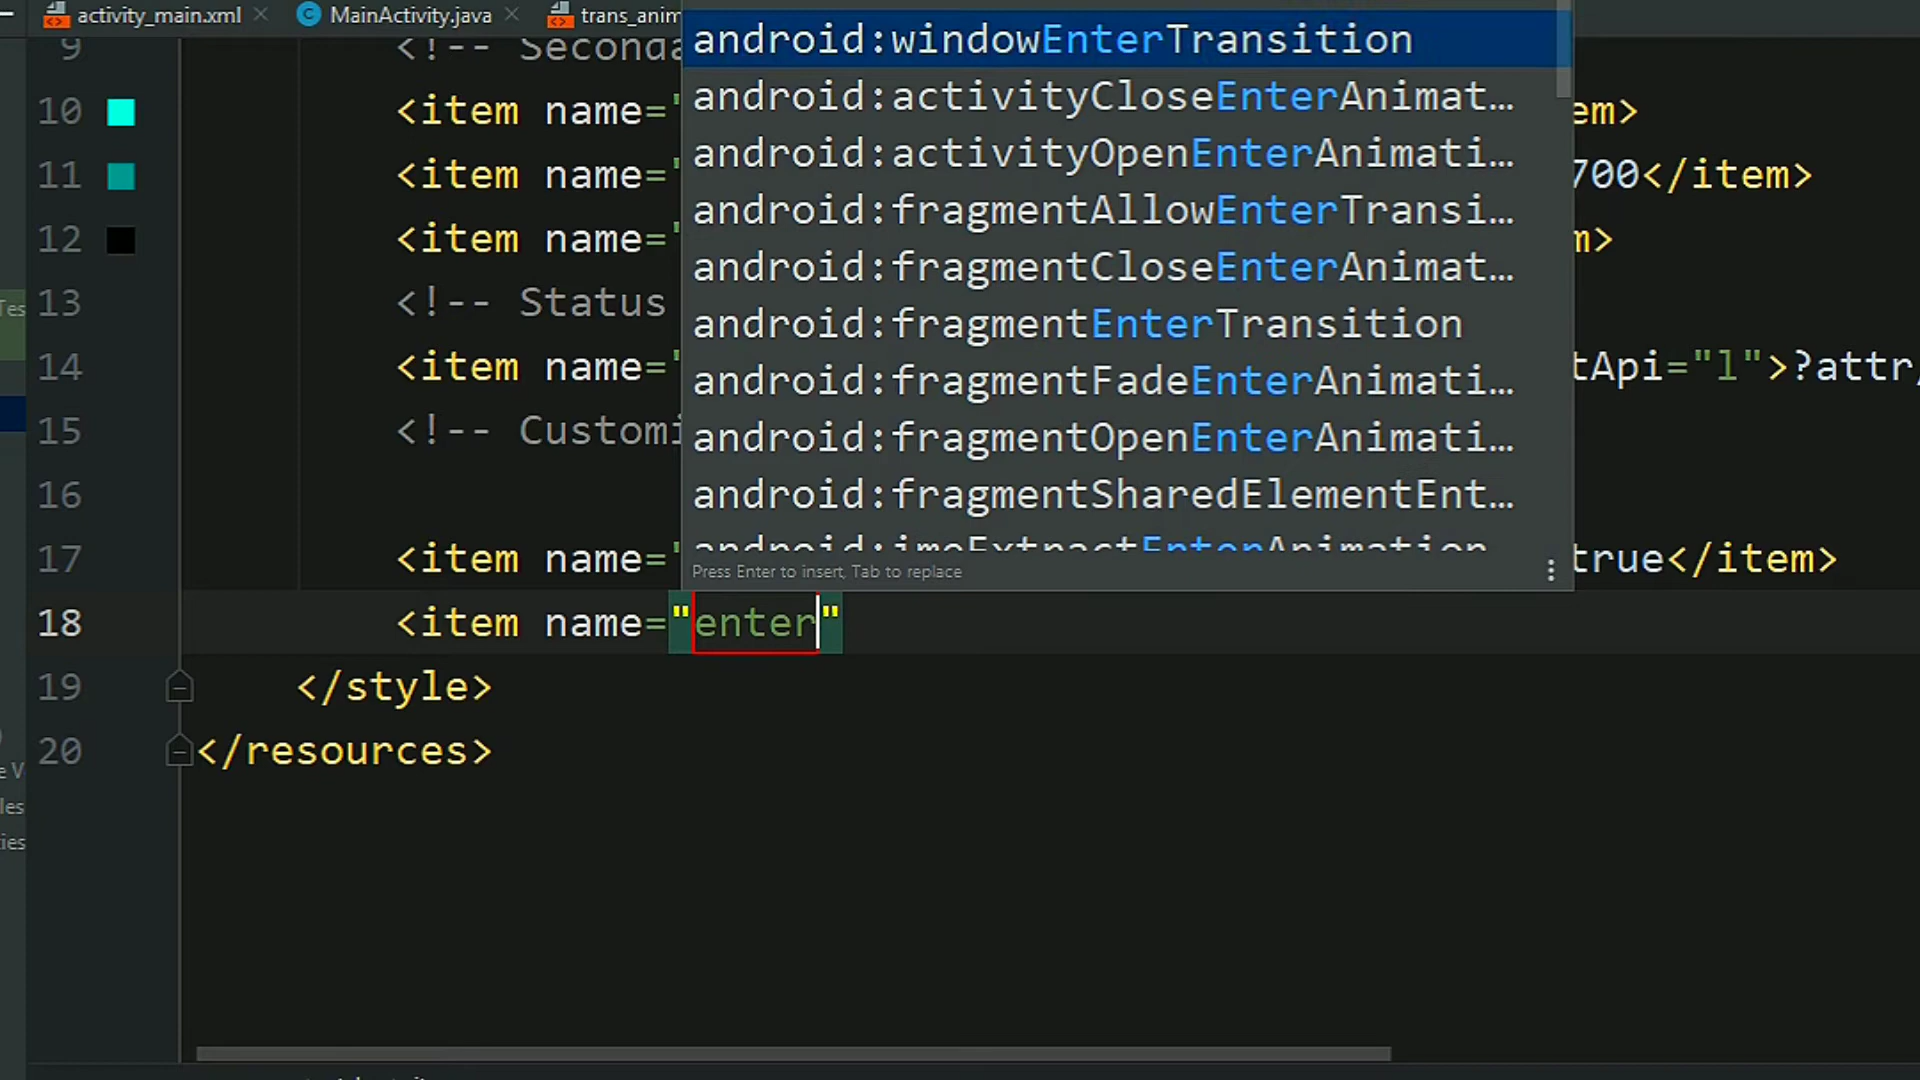 activity_main.xml MainActivity.java trans_anim
android:windowEnterTransition
9 <!-- Seconda
android:activityCloseEnterAnimat…
10 <item name=" em>
android:activityOpenEnterAnimati…
11 <item name=" 700</item>
android:fragmentAllowEnterTransi…
12 <item name=" m>
android:fragmentCloseEnterAnimat…
13 <!-- Status
android:fragmentEnterTransition
14 <item name=" tApi="l">?attr/
android:fragmentFadeEnterAnimati…
15 <!-- Customi
android:fragmentOpenEnterAnimati…
16
android:fragmentSharedElementEnt…
android:imeExtractEnterAnimation
17 <item name=" true</item>
Press Enter to insert, Tab to replace
18 <item name="enter"
19 </style>
20 </resources>